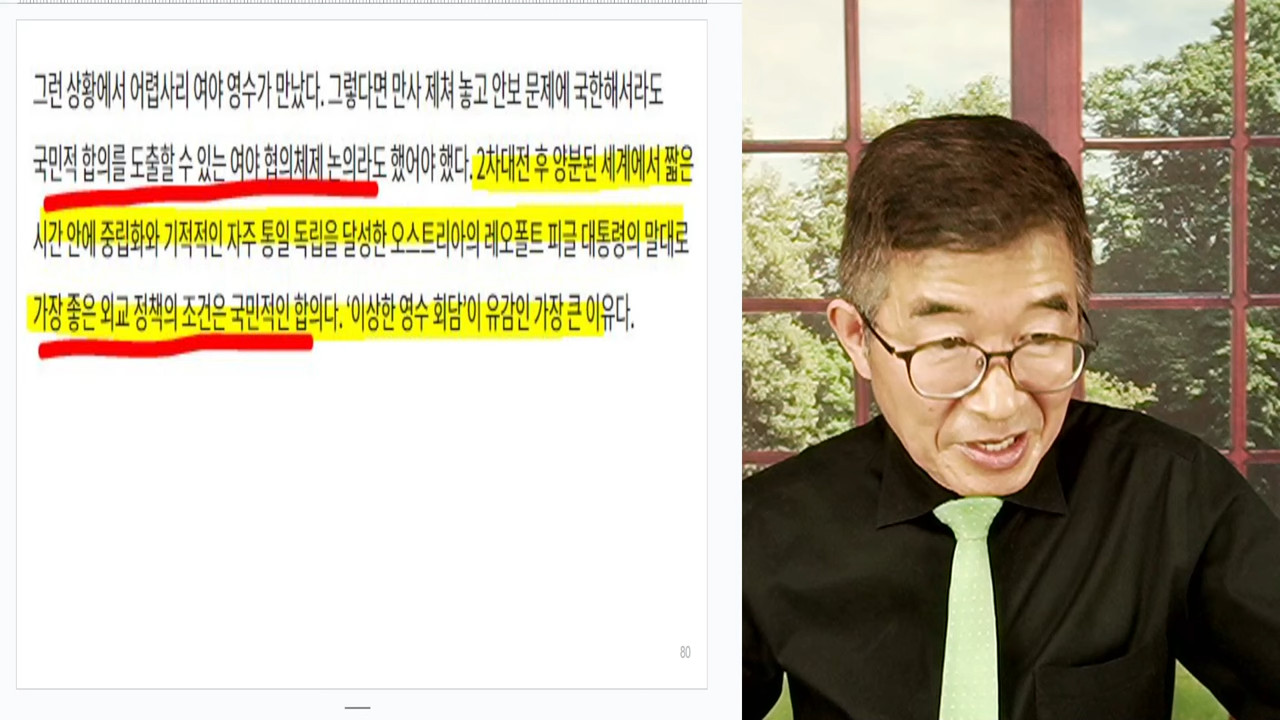 그런 상황에서 어렵사리 여야 영수가 만났다. 그렇다면 만사 제쳐 놓고 안보 문제에 국한해서라도
국민적 합의를 도출할 수 있는 여야 협의체제 논의라도 했어야 했다. 2차대전 후 양분된 세계에서 짧은
시간 안에 중립화와 기적적인 자주 통일 독립을 달성한 오스트리아의 레오폴트 피글 대통령의 말대로
가장 좋은 외교 정책의 조건은 국민적인 합의다. ‘이상한 영수 회담’이 유감인 가장 큰 이유다.
80